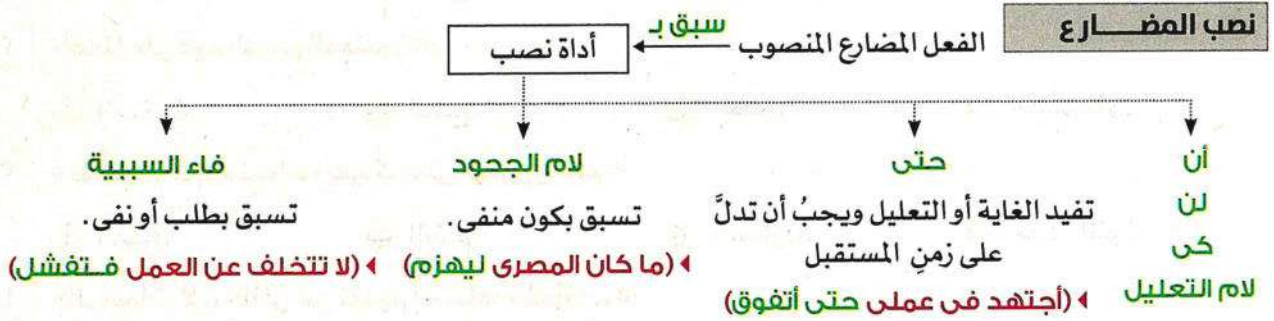 نصب المضـــــارع
الفعل المضارع المنصوب سبق بـ أداة نصب
أن
لن
كى
لام التعليل
حتى
تفيد الغاية أو التعليل ويجبُ أن تدلَّ
على زمنِ المستقبل
(أجتهد فى عملى حتى أتفوق)
لام الجحود
تسبق بكون منفى.
(ما كان المصرى ليهزم)
فاء السببية
تسبق بطلب أو نفى.
(لا تتخلف عن العمل فـتفشل)